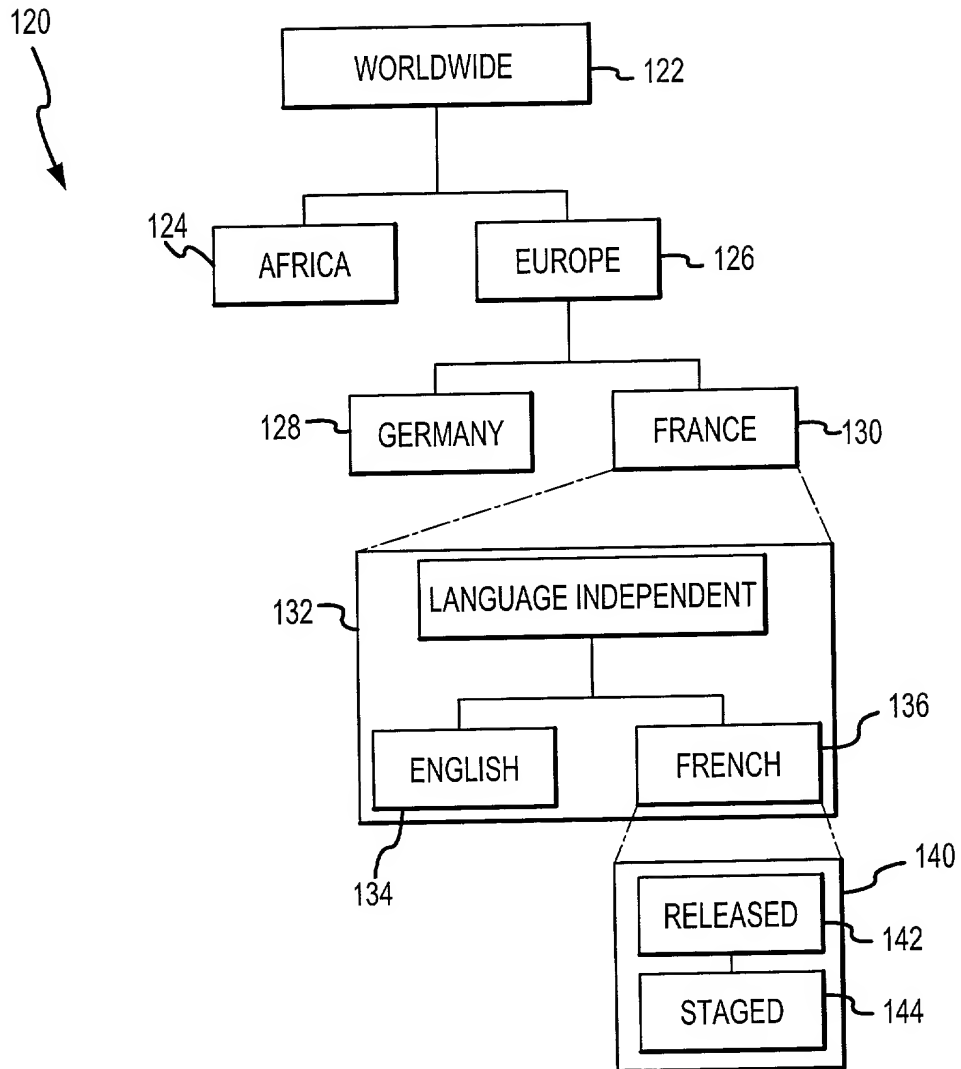 120
WORLDWIDE
122
124
AFRICA
EUROPE
126
128
GERMANY
FRANCE
130
132
LANGUAGE INDEPENDENT
136
ENGLISH
FRENCH
134
140
RELEASED
142
STAGED
144